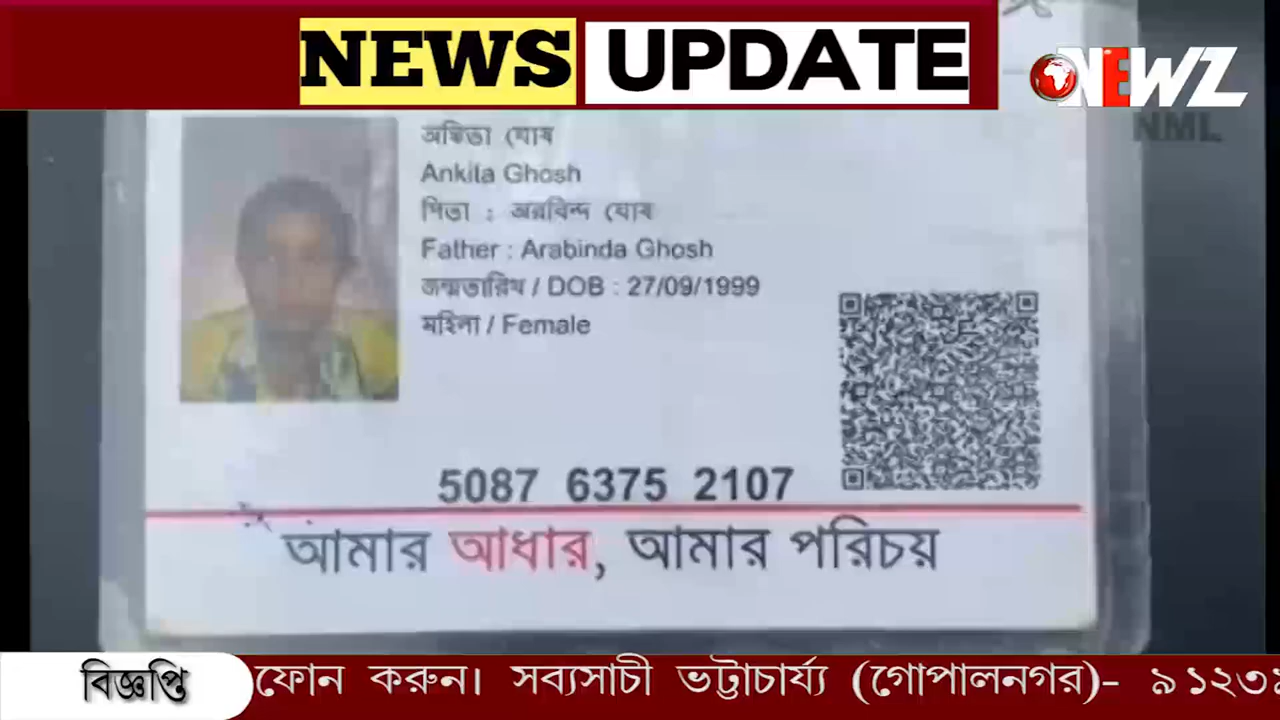 NEWS UPDATE
NEWZ
NML
অঙ্কিতা ঘোষ
Ankita Ghosh
পিতা : অরবিন্দ ঘোষ
Father : Arabinda Ghosh
জন্মতারিখ / DOB : 27/09/1999
মহিলা / Female
5087 6375 2107
আমার আধার, আমার পরিচয়
বিজ্ঞপ্তি
ফোন করুন। সব্যসাচী ভট্টাচার্য্য (গোপালনগর)- ৯১২৩